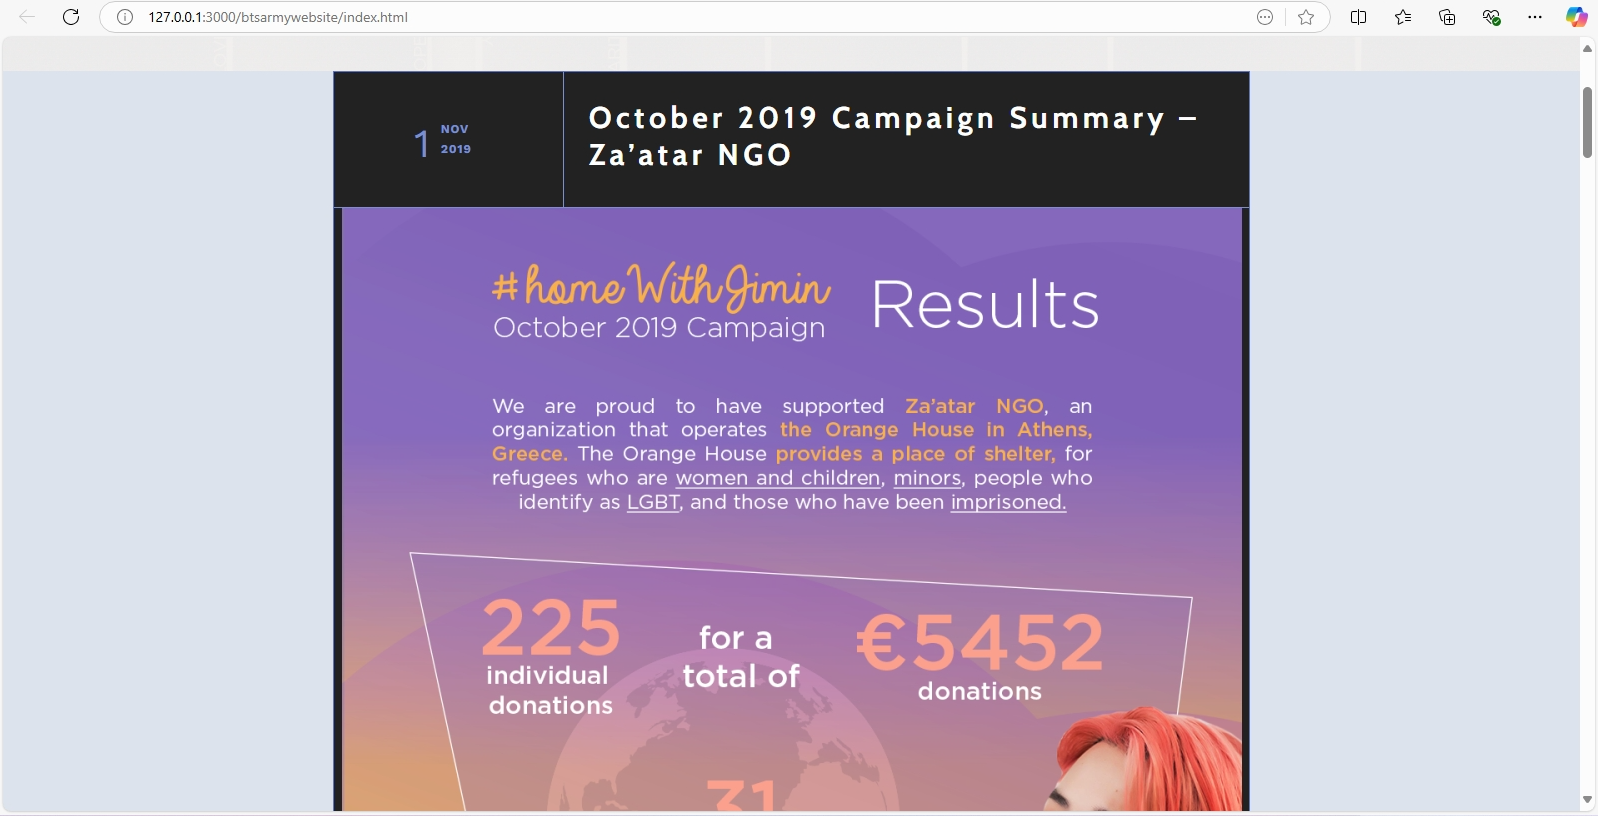 127.0.0.1:3000/btsarmywebsite/index.html
1 NOV
2019
October 2019 Campaign Summary –
Za’atar NGO
#homeWithJimin
October 2019 Campaign
Results
We are proud to have supported Za’atar NGO, an
organization that operates the Orange House in Athens,
Greece. The Orange House provides a place of shelter, for
refugees who are women and children, minors, people who
identify as LGBT, and those who have been imprisoned.
225
individual
donations
for a
total of
€5452
donations
31